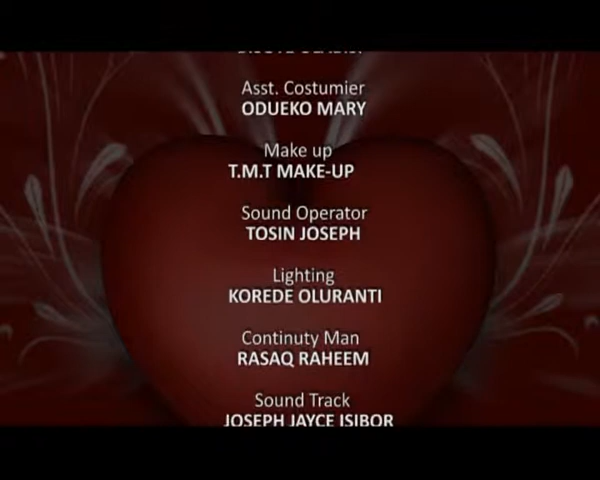 Asst. Costumier
ODUEKO MARY
Make up
T.M.T MAKE-UP
Sound Operator
TOSIN JOSEPH
Lighting
KOREDE OLURANTI
Continuty Man
RASAQ RAHEEM
Sound Track
JOSEPH JAYCE ISIBOR